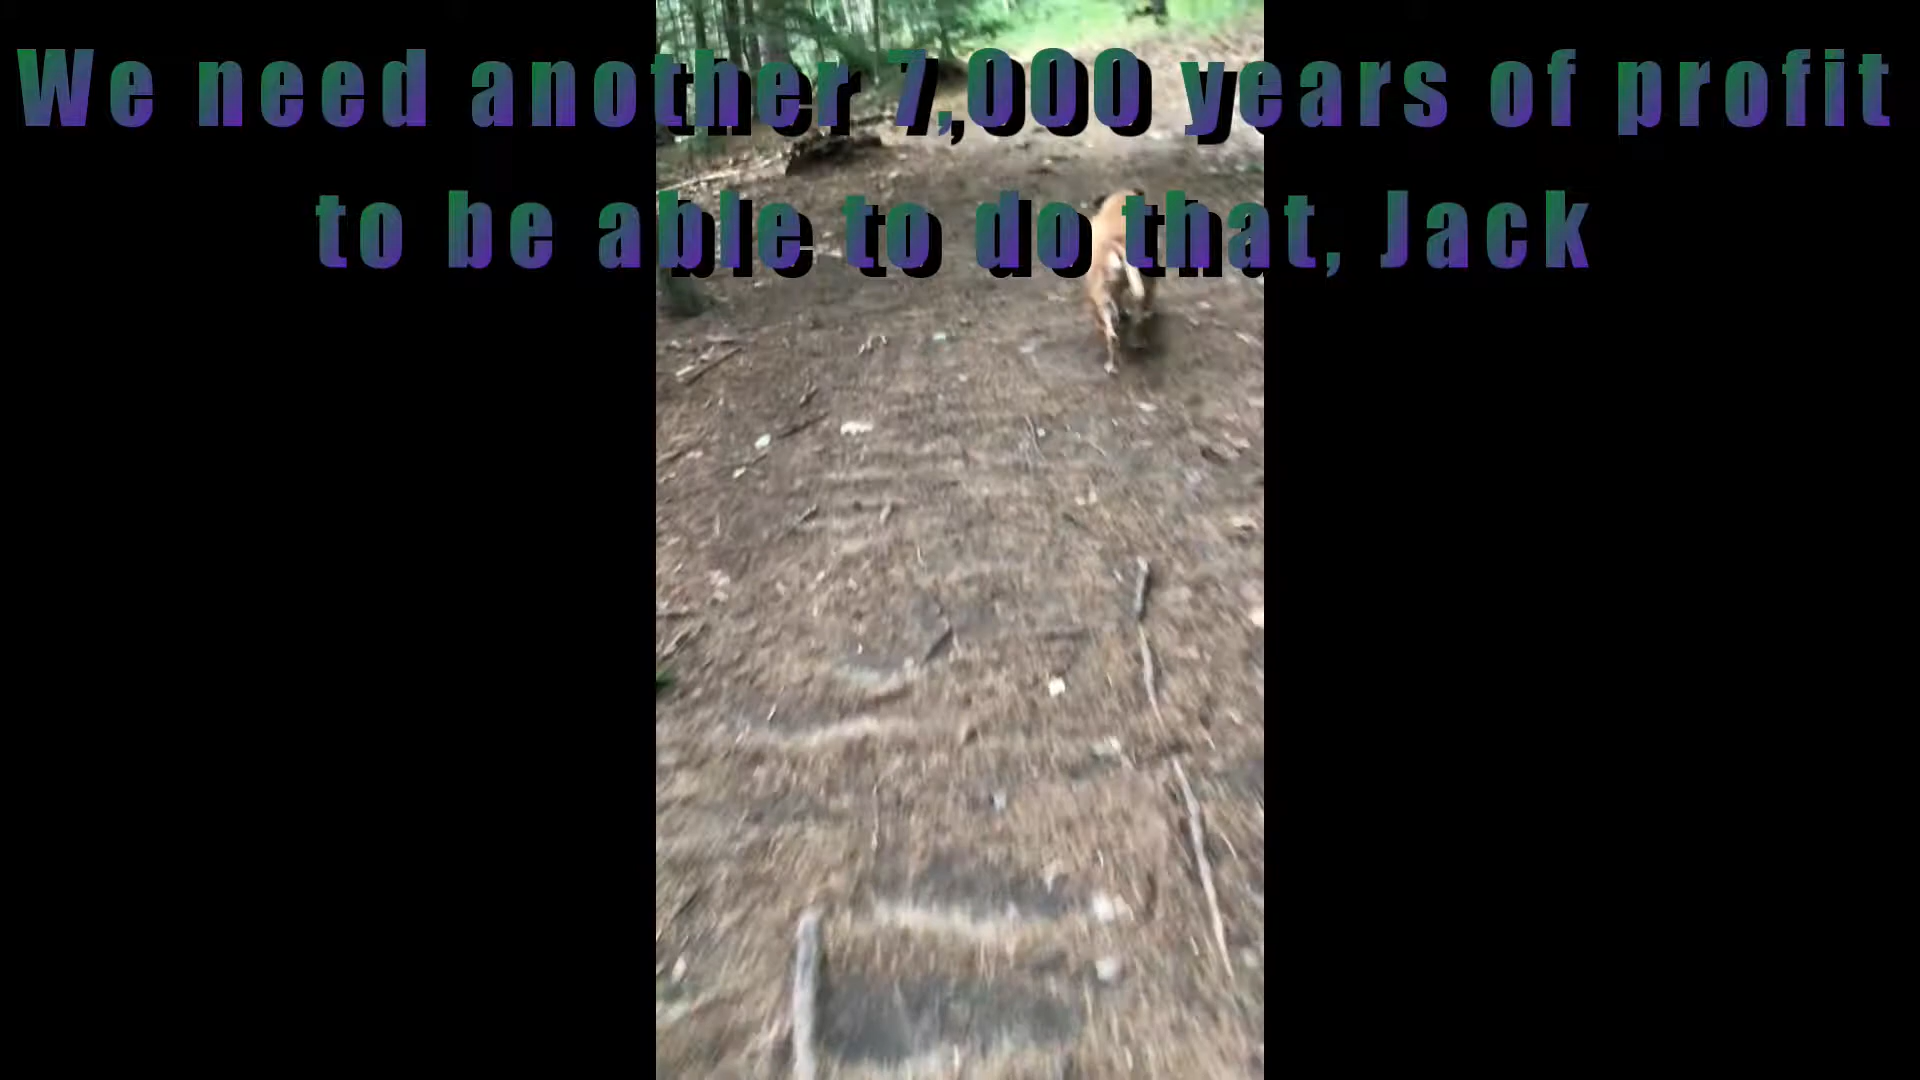 We need another 7,000 years of profit
to be able to do that, Jack